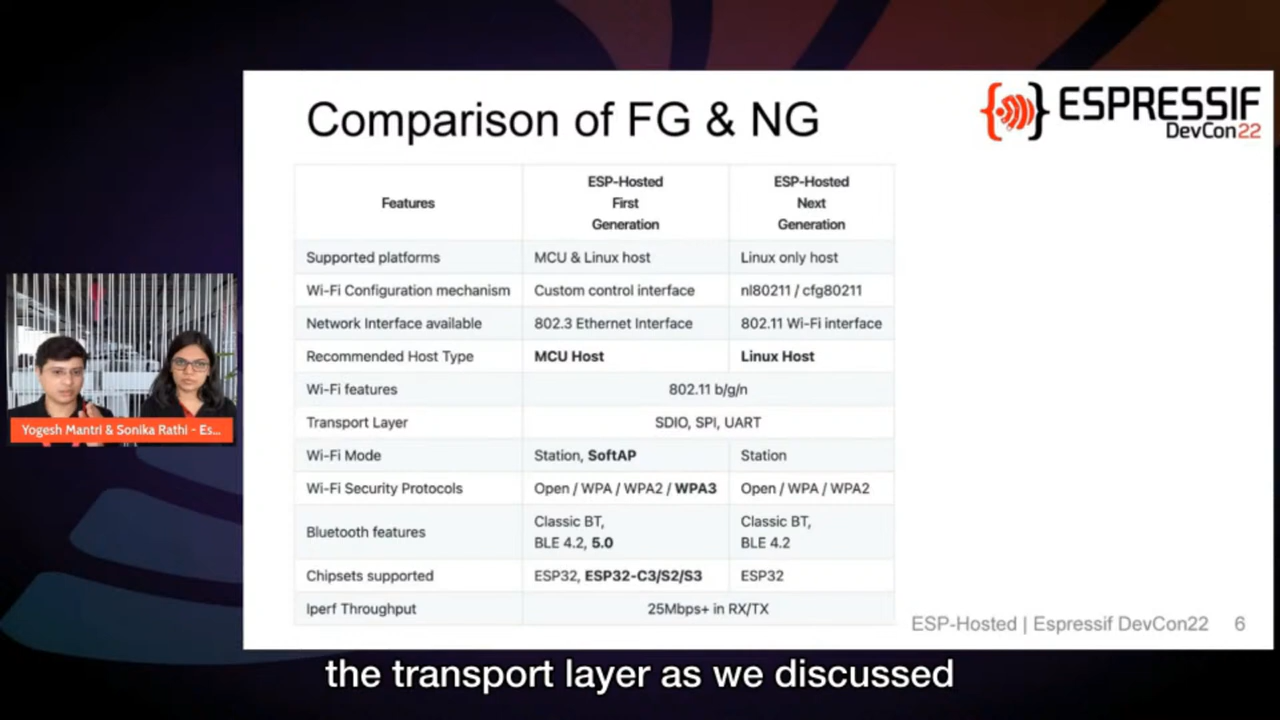 Comparison of FG & NG
ESPRESSIF
DevCon22
Features
ESP-Hosted
First
Generation
ESP-Hosted
Next
Generation
Supported platforms
MCU & Linux host
Linux only host
Wi-Fi Configuration mechanism
Custom control interface
nl80211 / cfg80211
Network Interface available
802.3 Ethernet Interface
802.11 Wi-Fi interface
Recommended Host Type
MCU Host
Linux Host
Wi-Fi features
802.11 b/g/n
Transport Layer
SDIO, SPI, UART
Wi-Fi Mode
Station, SoftAP
Station
Wi-Fi Security Protocols
Open / WPA / WPA2 / WPA3
Open / WPA / WPA2
Bluetooth features
Classic BT,
BLE 4.2, 5.0
Classic BT,
BLE 4.2
Chipsets supported
ESP32, ESP32-C3/S2/S3
ESP32
Iperf Throughput
25Mbps+ in RX/TX
Yogesh Mantri & Sonika Rathi - Es...
ESP-Hosted | Espressif DevCon22 6
the transport layer as we discussed